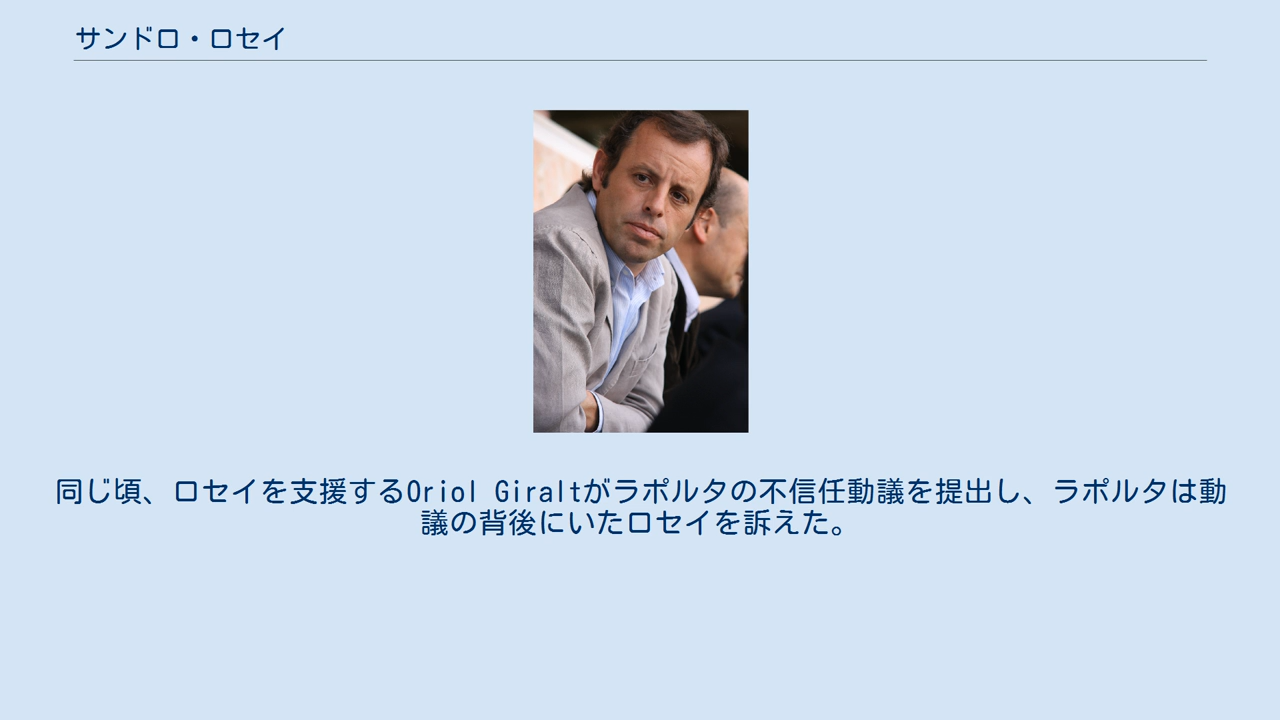 サンドロ・ロセイ
同じ頃、ロセイを支援するOriol Giraltがラポルタの不信任動議を提出し、ラポルタは動
議の背後にいたロセイを訴えた。